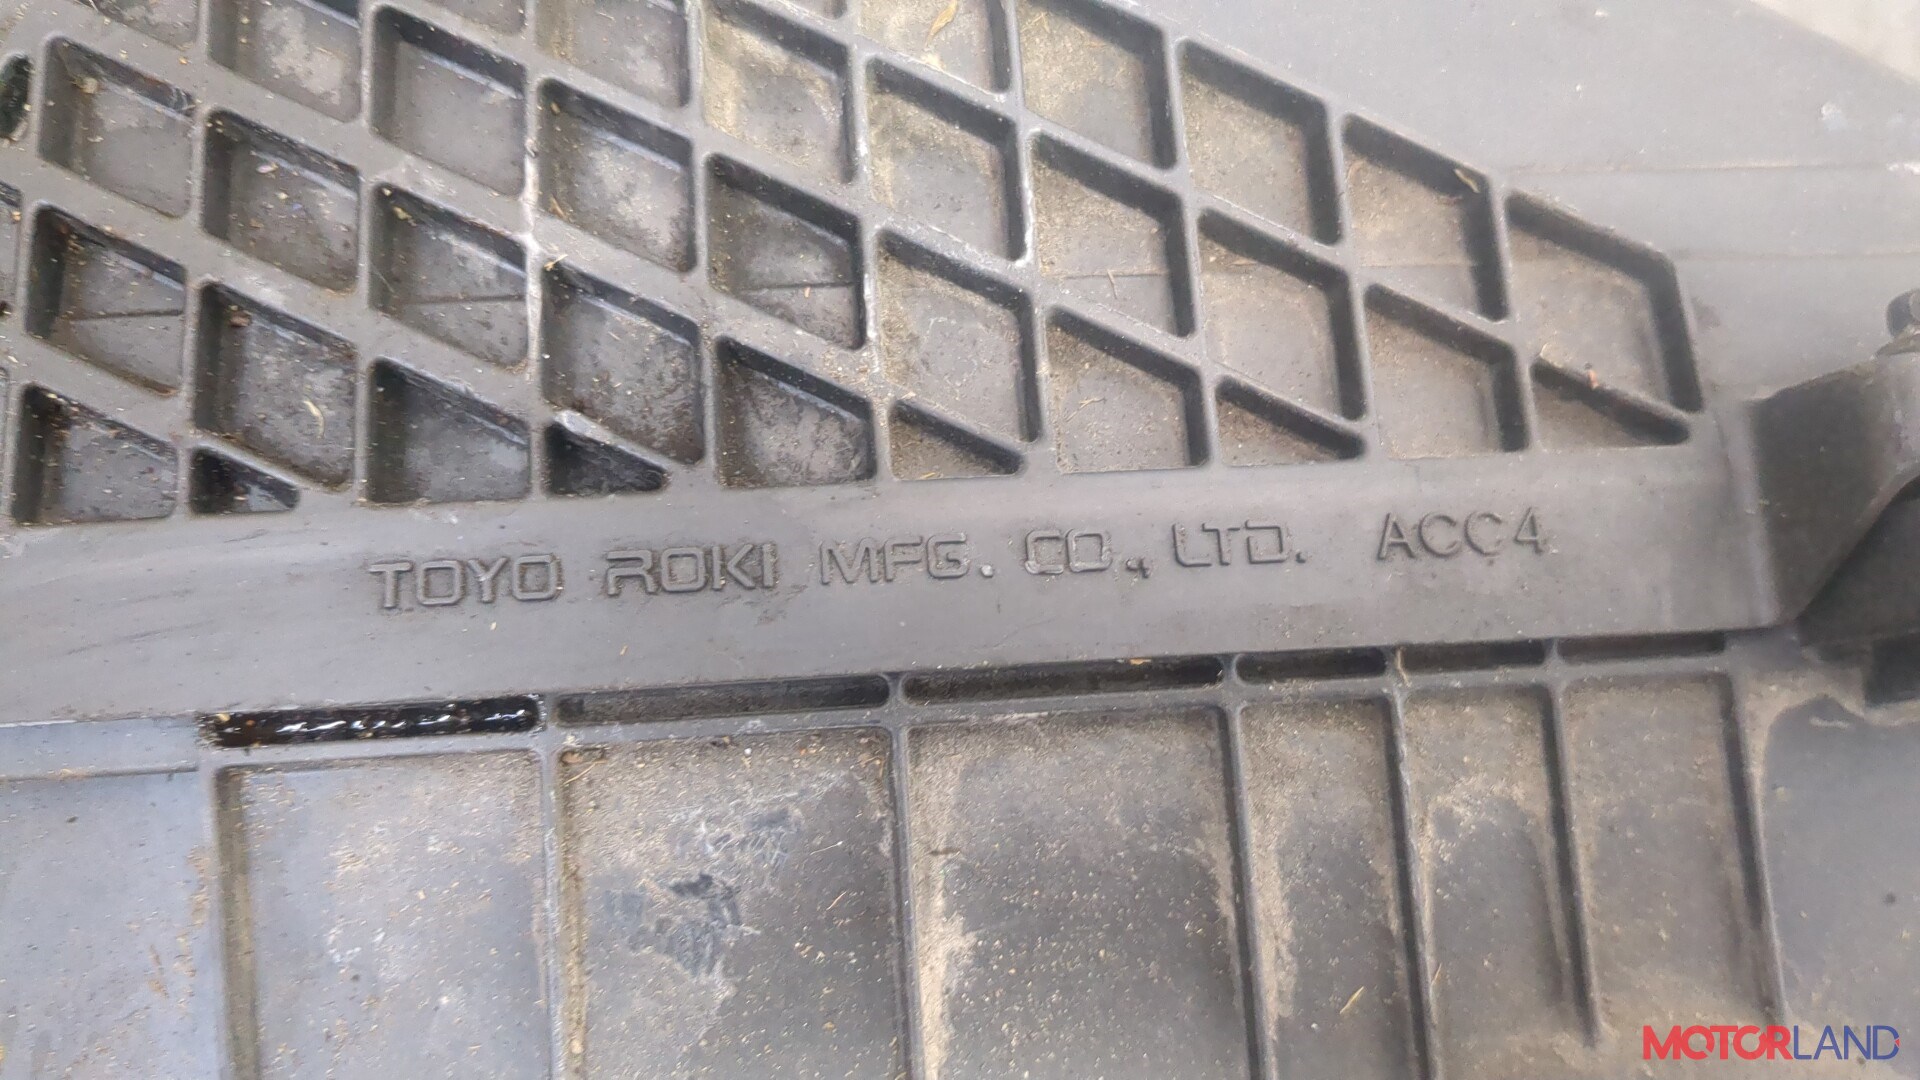 TOYO ROKI MFG. CO., LTD. ACC4
MOTORLAND